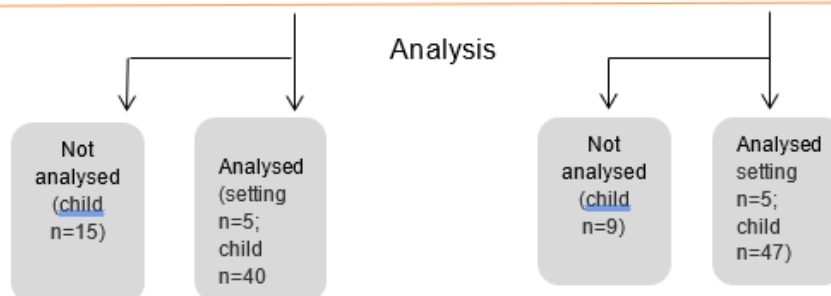 Analysis
Not
analysed
(child
n=15)
Analysed
(setting
n=5;
child
n=40
Not
analysed
(child
n=9)
Analysed
setting
n=5;
child
n=47)